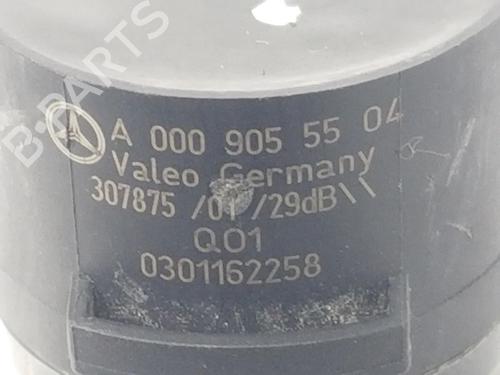 B-PARTS
A 000 905 55 04
Valeo Germany
307875 /01 /29dB\\
Q01
0301162258